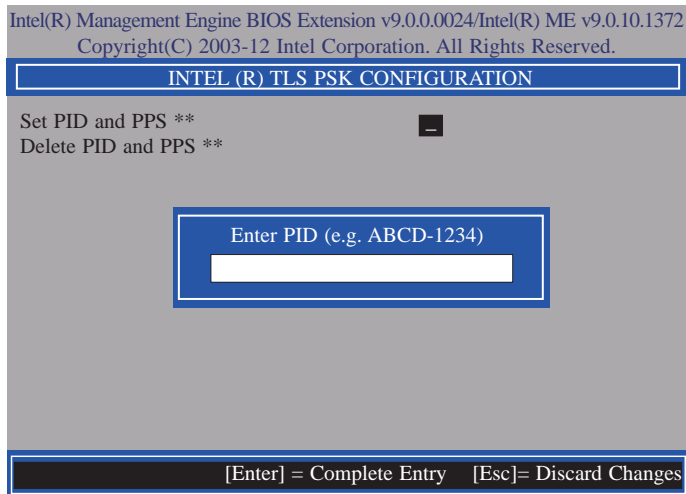 Intel(R) Management Engine BIOS Extension v9.0.0.0024/Intel(R) ME v9.0.10.1372
Copyright(C) 2003-12 Intel Corporation. All Rights Reserved.
INTEL (R) TLS PSK CONFIGURATION
Set PID and PPS **
_
Delete PID and PPS **
Enter PID (e.g. ABCD-1234)
[Enter] = Complete Entry [Esc]= Discard Changes